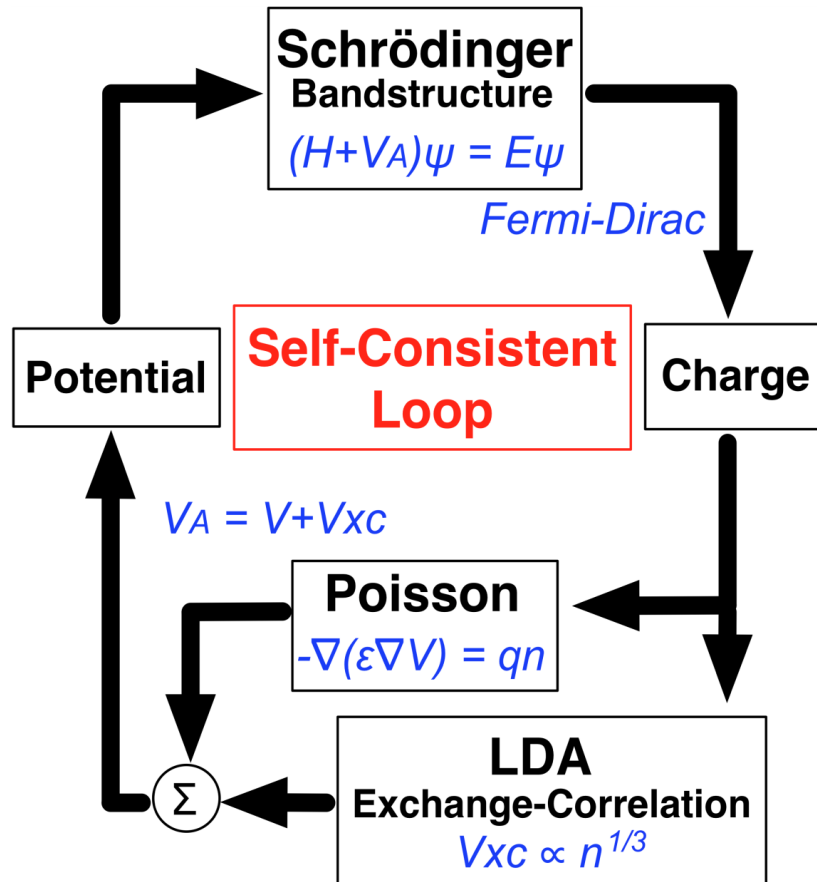 Schrödinger
Bandstructure
(H+VA)ψ = Eψ
Fermi-Dirac
Potential
Self-Consistent
Loop
Charge
VA = V+Vxc
Poisson
-∇(ε∇V) = qn
LDA
Exchange-Correlation
Vxc ∝ n^1/3
Σ